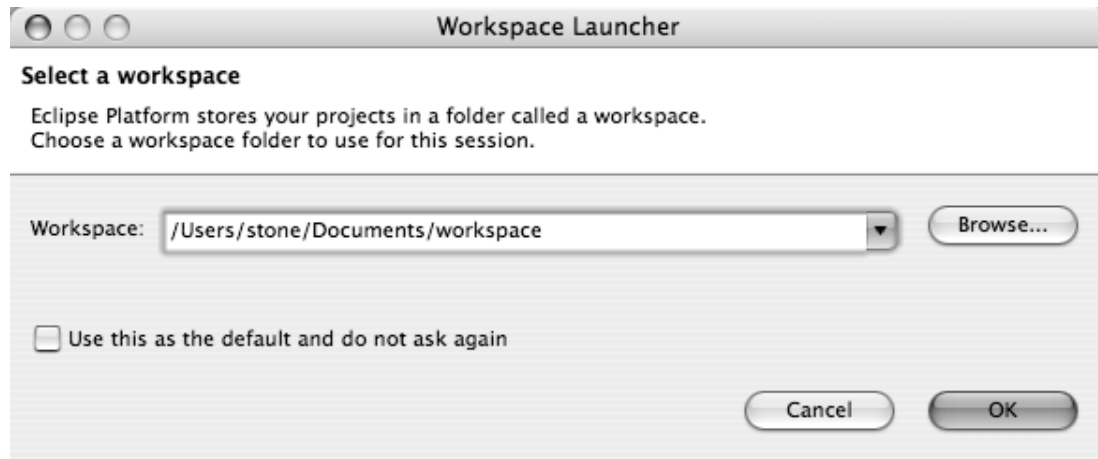 Workspace Launcher
Select a workspace
Eclipse Platform stores your projects in a folder called a workspace.
Choose a workspace folder to use for this session.
Workspace: /Users/stone/Documents/workspace Browse...
Use this as the default and do not ask again
Cancel OK